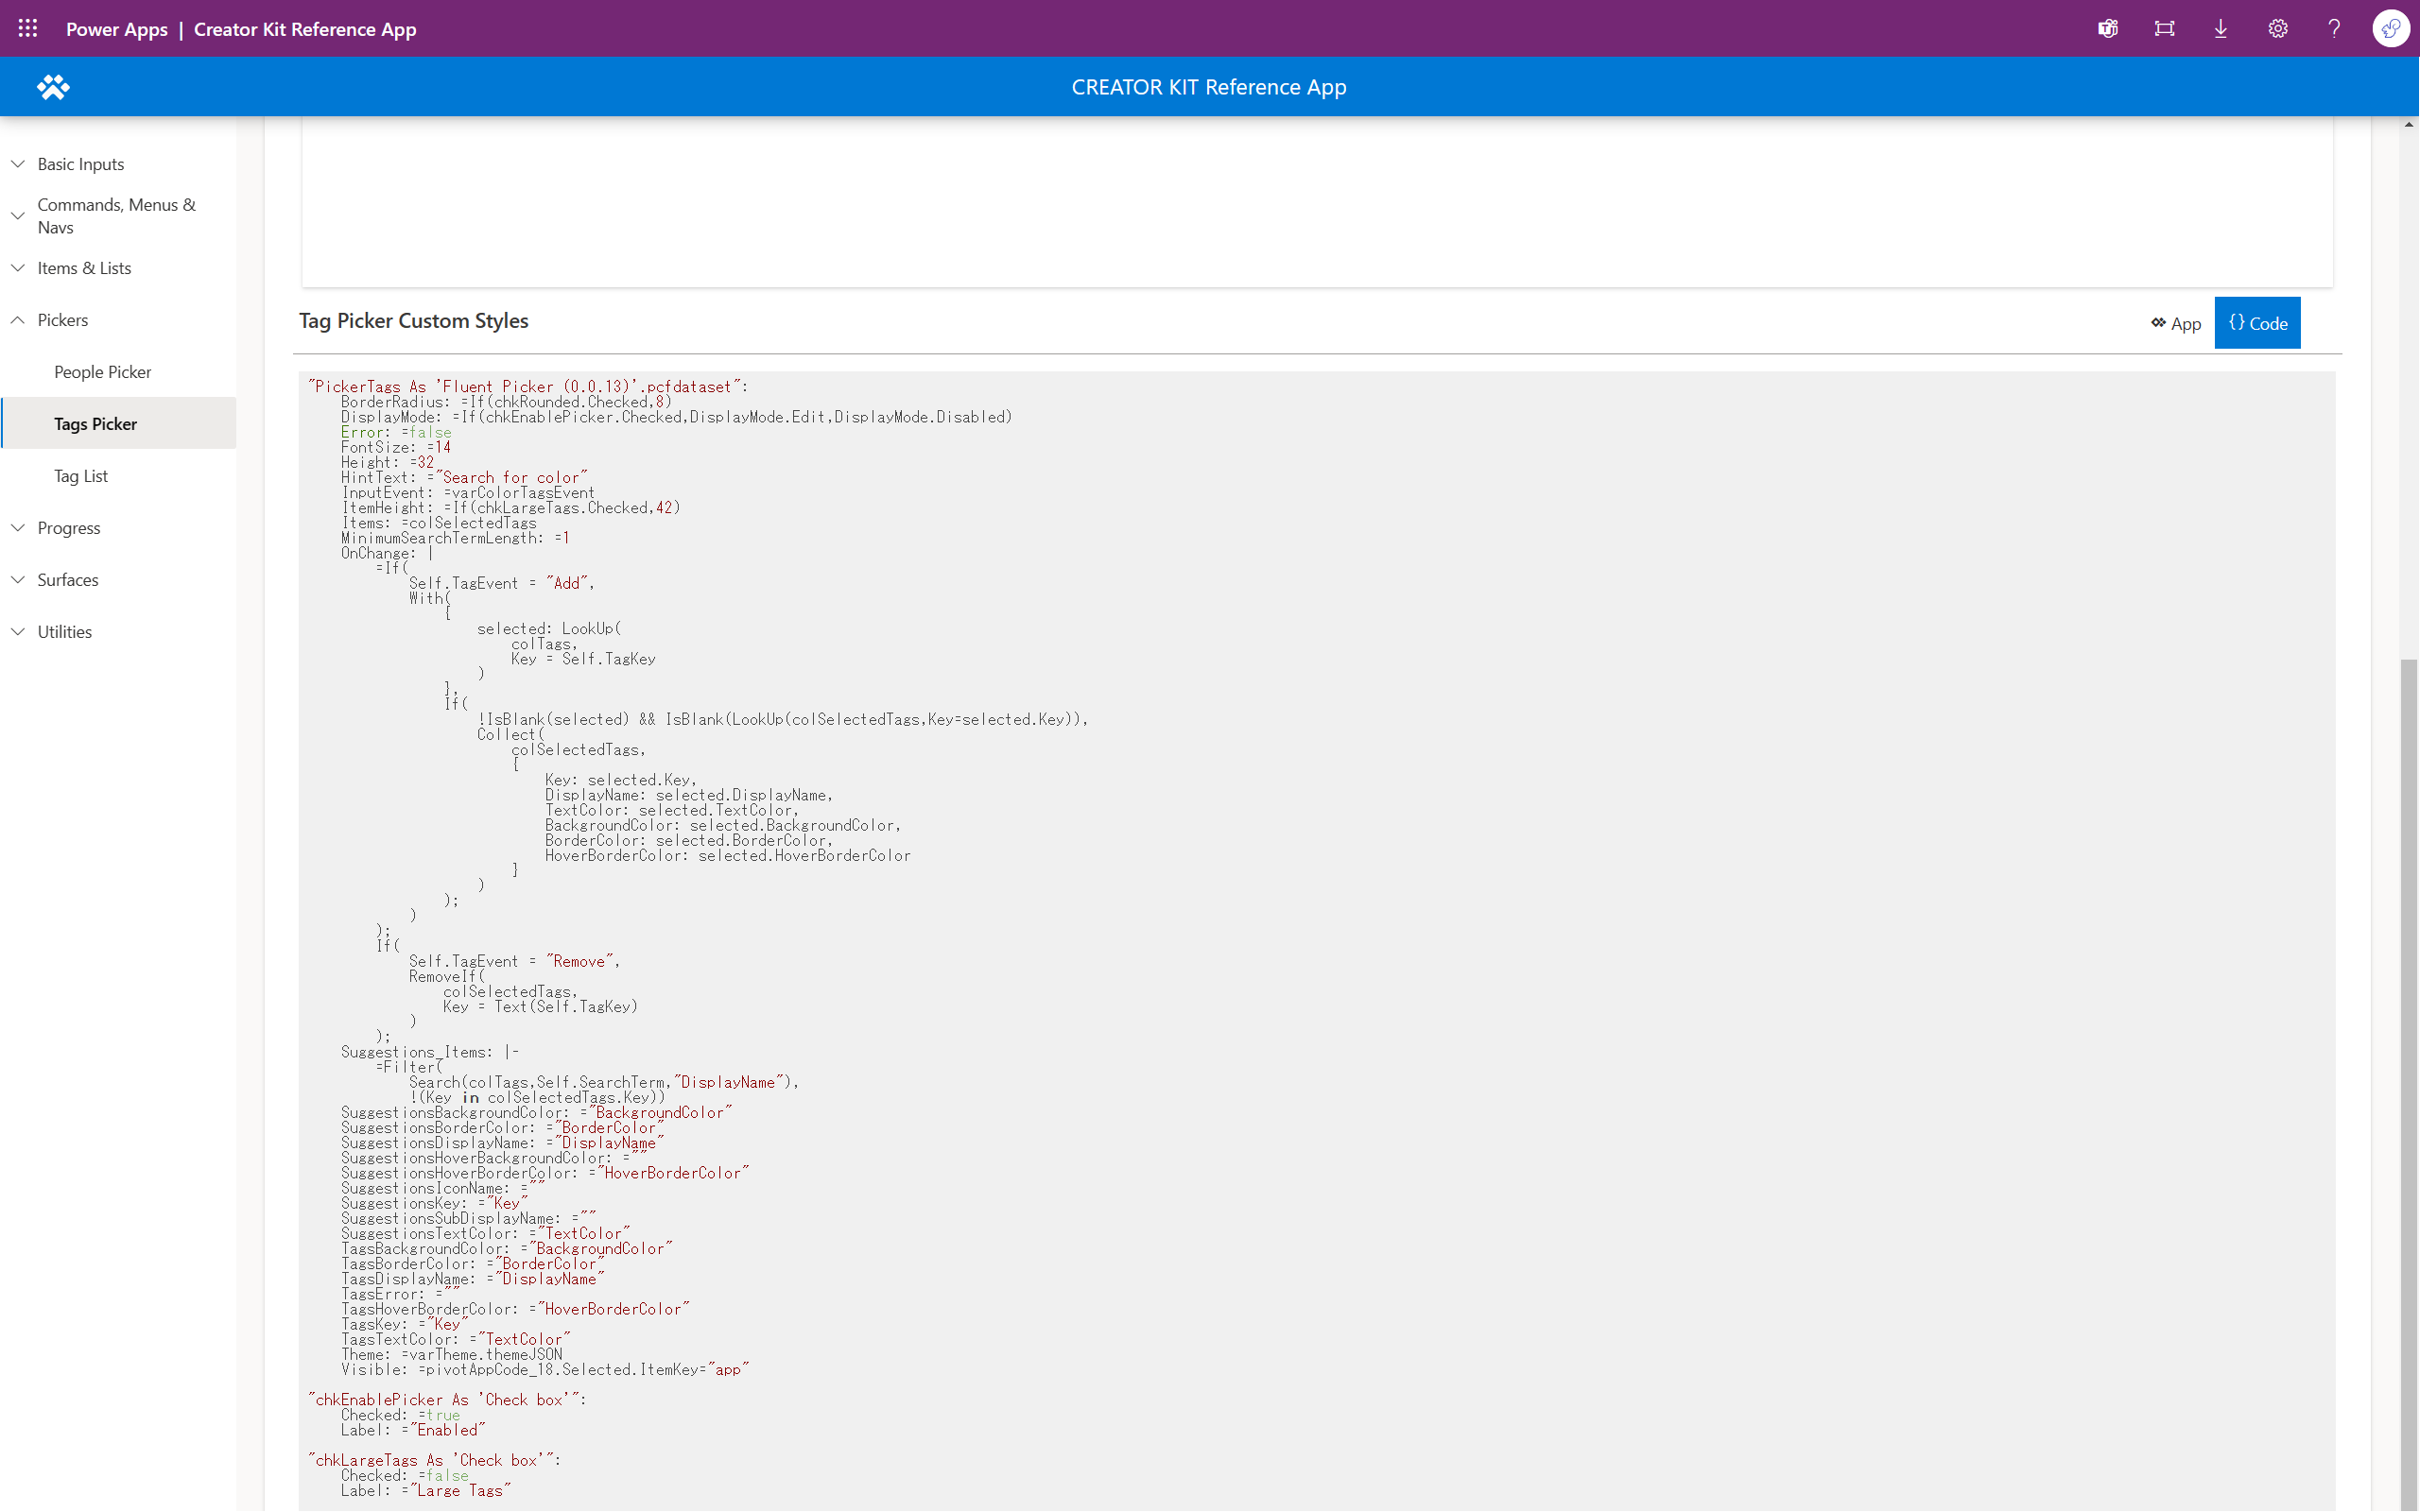 Power Apps | Creator Kit Reference App
CREATOR KIT Reference App
Basic Inputs
Commands, Menus &
Navs
Items & Lists
Pickers
People Picker
Tags Picker
Tag List
Progress
Surfaces
Utilities
Tag Picker Custom Styles
App
{} Code
"PickerTags As 'Fluent Picker (0.0.13)'.pcfdataset":
    BorderRadius: =If(chkRounded.Checked,8)
    DisplayMode: =If(chkEnablePicker.Checked,DisplayMode.Edit,DisplayMode.Disabled)
    Error: =false
    FontSize: =14
    Height: =32
    HintText: ="Search for color"
    InputEvent: =varColorTagsEvent
    ItemHeight: =If(chkLargeTags.Checked,42)
    Items: =colSelectedTags
    MinimumSearchTermLength: =1
    OnChange: |
        =If(
            Self.TagEvent = "Add",
            With(
                {
                    selected: LookUp(
                        colTags,
                        Key = Self.TagKey
                    )
                },
                If(
                    !IsBlank(selected) && IsBlank(LookUp(colSelectedTags,Key=selected.Key)),
                    Collect(
                        colSelectedTags,
                        {
                            Key: selected.Key,
                            DisplayName: selected.DisplayName,
                            TextColor: selected.TextColor,
                            BackgroundColor: selected.BackgroundColor,
                            BorderColor: selected.BorderColor,
                            HoverBorderColor: selected.HoverBorderColor
                        }
                    )
                );
            )
        );
        If(
            Self.TagEvent = "Remove",
            RemoveIf(
                colSelectedTags,
                Key = Text(Self.TagKey)
            )
        );
    Suggestions_Items: |-
        =Filter(
            Search(colTags,Self.SearchTerm,"DisplayName"),
            !(Key in colSelectedTags.Key))
    SuggestionsBackgroundColor: ="BackgroundColor"
    SuggestionsBorderColor: ="BorderColor"
    SuggestionsDisplayName: ="DisplayName"
    SuggestionsHoverBackgroundColor: =""
    SuggestionsHoverBorderColor: ="HoverBorderColor"
    SuggestionsIconName: =""
    SuggestionsKey: ="Key"
    SuggestionsSubDisplayName: =""
    SuggestionsTextColor: ="TextColor"
    TagsBackgroundColor: ="BackgroundColor"
    TagsBorderColor: ="BorderColor"
    TagsDisplayName: ="DisplayName"
    TagsError: =""
    TagsHoverBorderColor: ="HoverBorderColor"
    TagsKey: ="Key"
    TagsTextColor: ="TextColor"
    Theme: =varTheme.themeJSON
    Visible: =pivotAppCode_18.Selected.ItemKey="app"
"chkEnablePicker As 'Check box'":
    Checked: =true
    Label: ="Enabled"
"chkLargeTags As 'Check box'":
    Checked: =false
    Label: ="Large Tags"